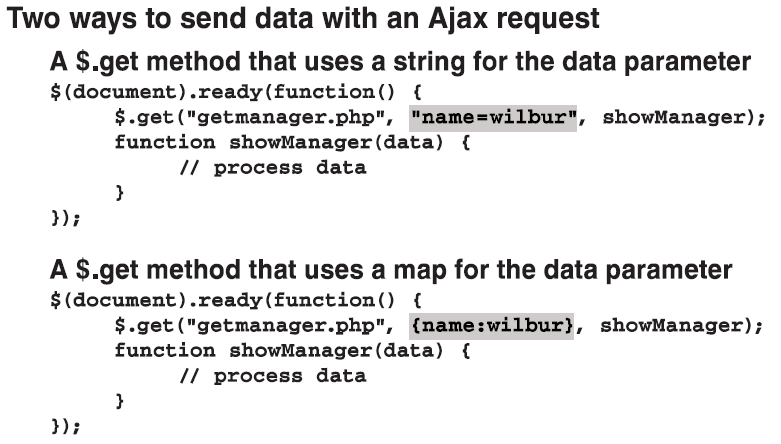 Two ways to send data with an Ajax request
A $.get method that uses a string for the data parameter
$(document).ready(function() {
$.get("getmanager.php", "name=wilbur", showManager);
function showManager(data) {
// process data
}
});
A $.get method that uses a map for the data parameter
$(document).ready(function() {
$.get("getmanager.php", {name:wilbur}, showManager);
function showManager(data) {
// process data
}
});